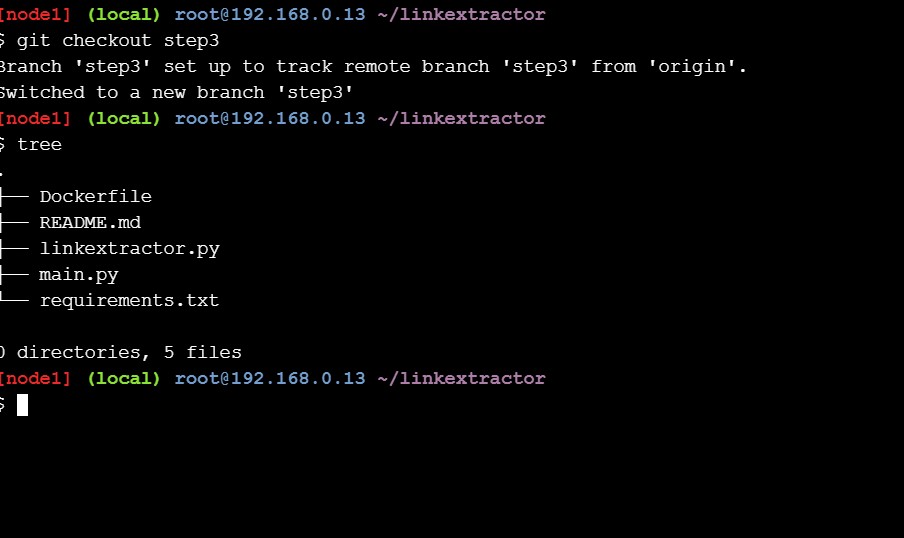 [node1] (local) root@192.168.0.13 ~/linkextractor
$ git checkout step3
Branch 'step3' set up to track remote branch 'step3' from 'origin'.
Switched to a new branch 'step3'
[node1] (local) root@192.168.0.13 ~/linkextractor
$ tree
.
├── Dockerfile
├── README.md
├── linkextractor.py
├── main.py
└── requirements.txt

0 directories, 5 files
[node1] (local) root@192.168.0.13 ~/linkextractor
$